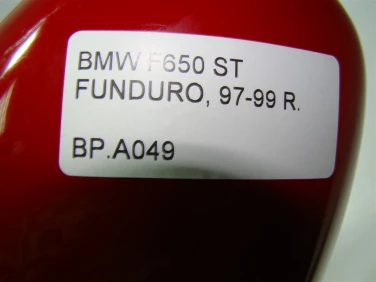 BMW F650 ST
FUNDURO, 97-99 R.
BP.A049